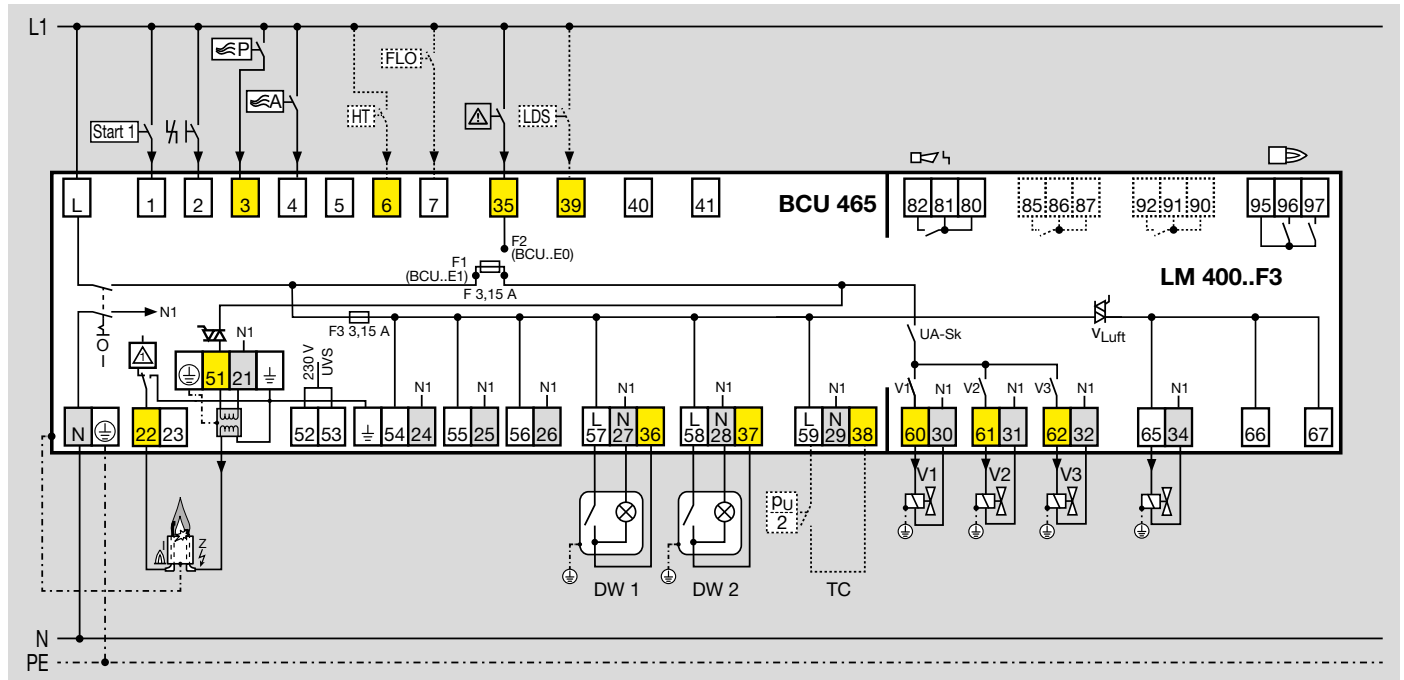 L1
P
FLO
A
HT
LDS
Start 1
L 1 2 3 4 5 6 7 35 39 40 41
BCU 465
82 81 80 85 86 87 92 91 90 95 96 97
F2
(BCU..E0)
F1
(BCU..E1)
F 3,15 A
LM 400..F3
N1
F3 3,15 A
UA-Sk
VLuft
O
I
1
N1
230 V
UVS
51 21
N1 N1 N1 N1 N1 N1 V1 N1 V2 N1 V3 N1 N1
N 22 23 52 53 54 24 55 25 56 26
L N
57 27 36
L N
58 28 37
L N
59 29 38
60 30 61 31 62 32 65 34 66 67
V1 V2 V3
I Z
pU
2
DW 1 DW 2 TC
N
PE